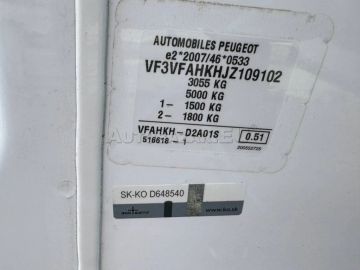 AUTOMOBILES PEUGEOT
e2*2007/46*0533
VF3VFAHKHJZ109102
3055 KG
5000 KG
1- 1500 KG
2- 1800 KG
VFAHKH-D2A01S 0.51
516618 1
SK-KO D648540